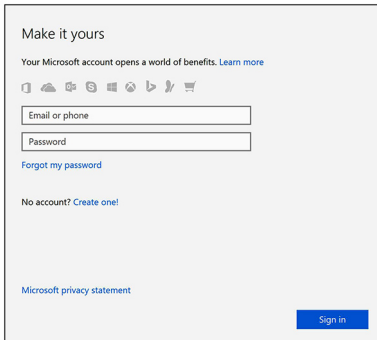 Make it yours
Your Microsoft account opens a world of benefits. Learn more
Email or phone
Password
Forgot my password
No account? Create one!
Microsoft privacy statement
Sign in